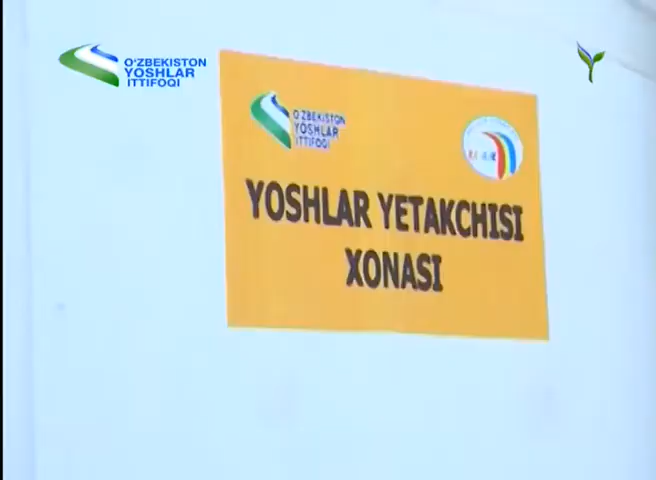 O'ZBEKISTON
YOSHLAR
ITTIFOQI
O'ZBEKISTON
YOSHLAR
ITTIFOQI
YOSHLAR YETAKCHISI
XONASI